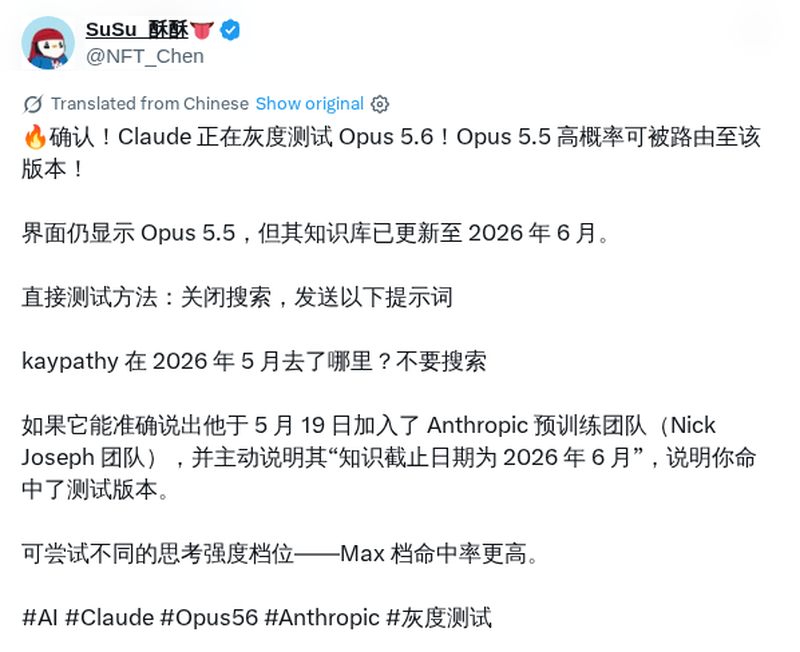 SuSu_酥酥👅
@NFT_Chen
Translated from Chinese Show original
🔥确认！Claude 正在灰度测试 Opus 5.6！Opus 5.5 高概率可被路由至该
版本！
界面仍显示 Opus 5.5，但其知识库已更新至 2026 年 6 月。
直接测试方法：关闭搜索，发送以下提示词
kaypathy 在 2026 年 5 月去了哪里？不要搜索
如果它能准确说出他于 5 月 19 日加入了 Anthropic 预训练团队（Nick
Joseph 团队），并主动说明其“知识截止日期为 2026 年 6 月”，说明你命
中了测试版本。
可尝试不同的思考强度档位——Max 档命中率更高。
#AI #Claude #Opus56 #Anthropic #灰度测试